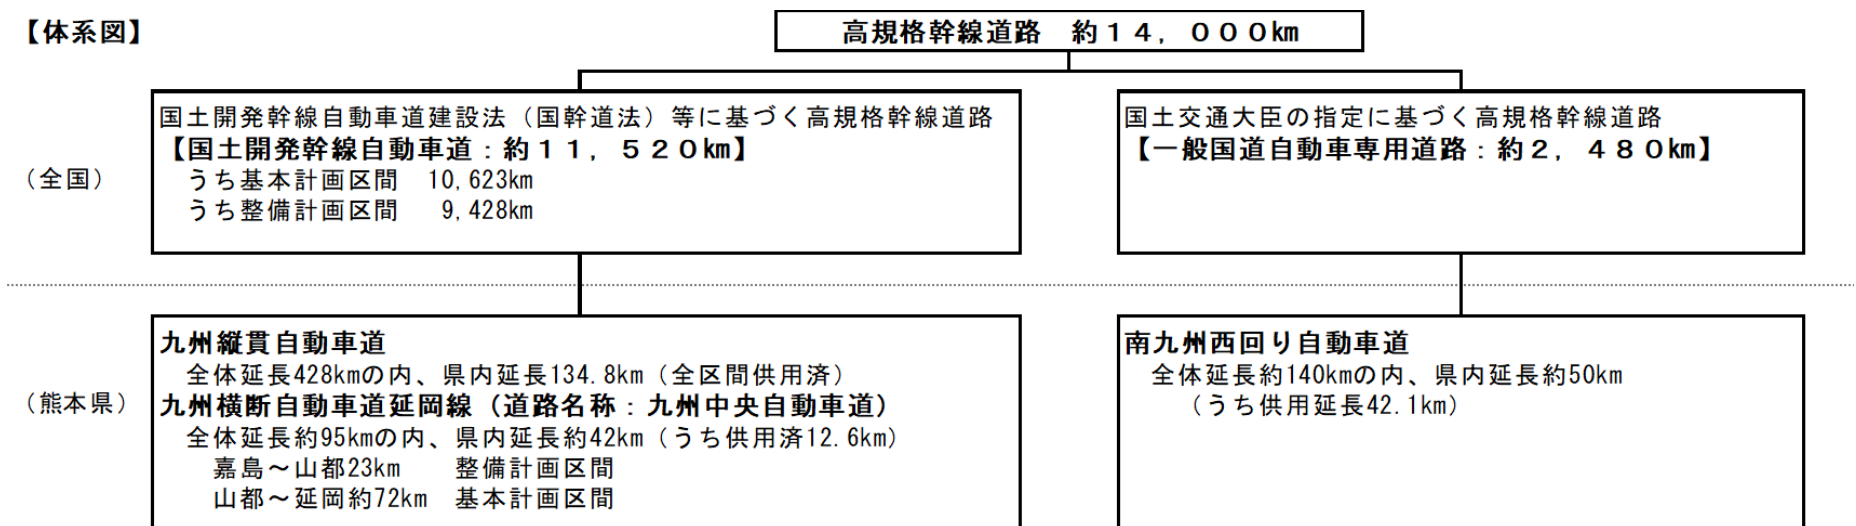 【体系図】
高規格幹線道路　約１４，０００㎞
(全国)
国土開発幹線自動車道建設法（国幹道法）等に基づく高規格幹線道路
【国土開発幹線自動車道：約１１，５２０㎞】
うち基本計画区間　10,623km
うち整備計画区間　9,428km
国土交通大臣の指定に基づく高規格幹線道路
【一般国道自動車専用道路：約２，４８０㎞】
(熊本県)
九州縦貫自動車道
全体延長428kmの内、県内延長134.8km（全区間供用済）
九州横断自動車道延岡線（道路名称：九州中央自動車道）
全体延長約95kmの内、県内延長約42km（うち供用済12.6km）
嘉島～山都23km　整備計画区間
山都～延岡約72km　基本計画区間
南九州西回り自動車道
全体延長約140kmの内、県内延長約50km
（うち供用延長42.1km）